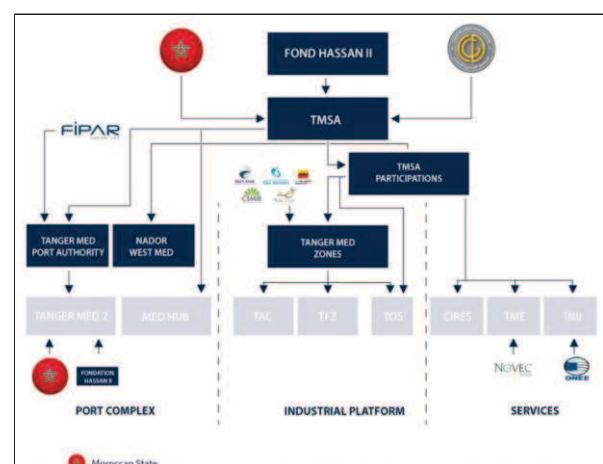 FOND HASSAN II
TMSA
FIPAR
TMSA
PARTICIPATIONS
CIMR
TANGER MED
PORT AUTHORITY
NADOR
WEST MED
TANGER MED
ZONES
TANGER MED 2
MED HUB
TAC
TFZ
TOS
CIRES
TME
FONDATION
HASSAN II
NOVEC
ONEE
PORT COMPLEX
INDUSTRIAL PLATFORM
SERVICES
Moroccan State